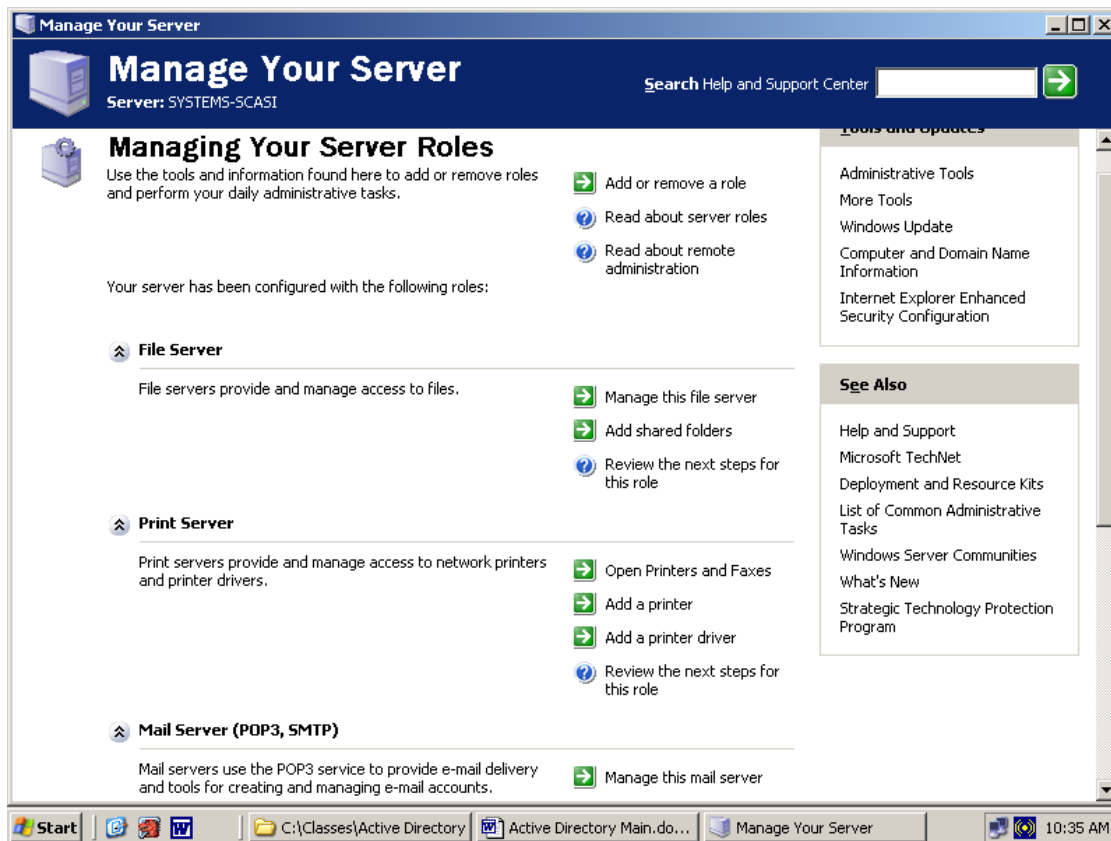 Manage Your Server
Manage Your Server
Server: SYSTEMS-SCASI
Search Help and Support Center
Managing Your Server Roles
Use the tools and information found here to add or remove roles
and perform your daily administrative tasks.
Add or remove a role
Read about server roles
Read about remote
administration
Your server has been configured with the following roles:
File Server
File servers provide and manage access to files.
Manage this file server
Add shared folders
Review the next steps for
this role
Print Server
Print servers provide and manage access to network printers
and printer drivers.
Open Printers and Faxes
Add a printer
Add a printer driver
Review the next steps for
this role
Mail Server (POP3, SMTP)
Mail servers use the POP3 service to provide e-mail delivery
and tools for creating and managing e-mail accounts.
Manage this mail server
Tools and Updates
Administrative Tools
More Tools
Windows Update
Computer and Domain Name
Information
Internet Explorer Enhanced
Security Configuration
See Also
Help and Support
Microsoft TechNet
Deployment and Resource Kits
List of Common Administrative
Tasks
Windows Server Communities
What's New
Strategic Technology Protection
Program
Start
C:\Classes\Active Directory
Active Directory Main.do...
Manage Your Server
10:35 AM